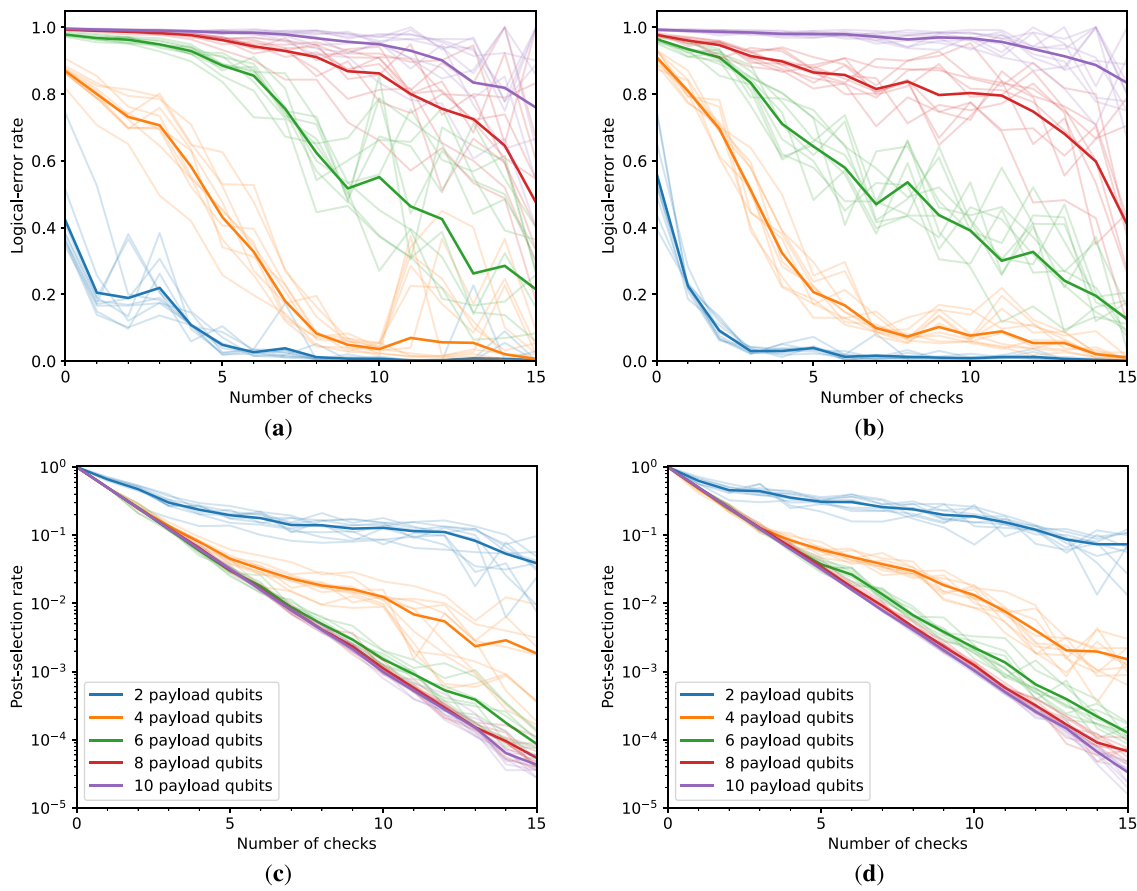 1.0
0.8
0.6
0.4
0.2
0.0
Logical-error rate
0 5 10 15
Number of checks
(a)
1.0
0.8
0.6
0.4
0.2
0.0
Logical-error rate
0 5 10 15
Number of checks
(b)
10⁰
10⁻¹
10⁻²
10⁻³
10⁻⁴
10⁻⁵
Post-selection rate
2 payload qubits
4 payload qubits
6 payload qubits
8 payload qubits
10 payload qubits
0 5 10 15
Number of checks
(c)
10⁰
10⁻¹
10⁻²
10⁻³
10⁻⁴
10⁻⁵
Post-selection rate
2 payload qubits
4 payload qubits
6 payload qubits
8 payload qubits
10 payload qubits
0 5 10 15
Number of checks
(d)